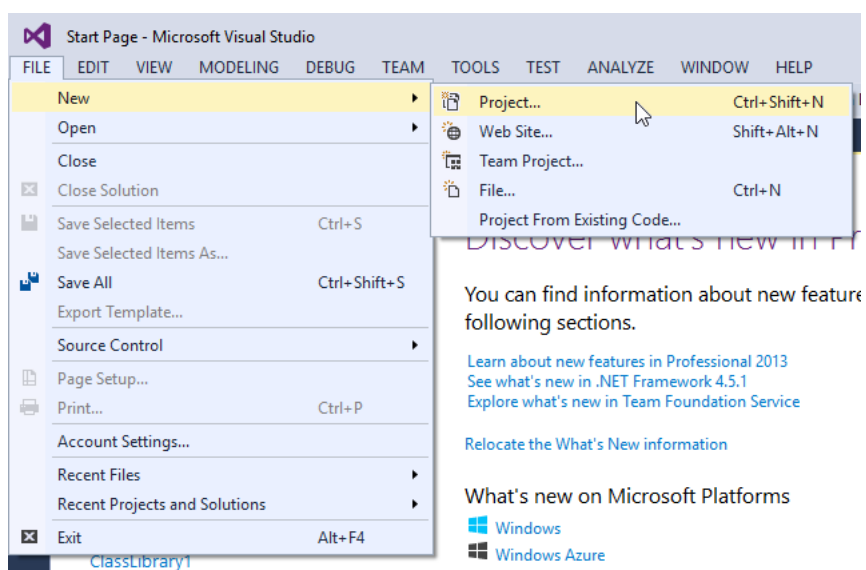 Start Page - Microsoft Visual Studio
FILE EDIT VIEW MODELING DEBUG TEAM TOOLS TEST ANALYZE WINDOW HELP
New
Open
Close
Close Solution
Save Selected Items Ctrl+S
Save Selected Items As...
Save All Ctrl+Shift+S
Export Template...
Source Control
Page Setup...
Print... Ctrl+P
Account Settings...
Recent Files
Recent Projects and Solutions
Exit Alt+F4
ClassLibrary1
Project... Ctrl+Shift+N
Web Site... Shift+Alt+N
Team Project...
File... Ctrl+N
Project From Existing Code...
Discover what's new in Pr
You can find information about new feature
following sections.
Learn about new features in Professional 2013
See what's new in .NET Framework 4.5.1
Explore what's new in Team Foundation Service
Relocate the What's New information
What's new on Microsoft Platforms
Windows
Windows Azure